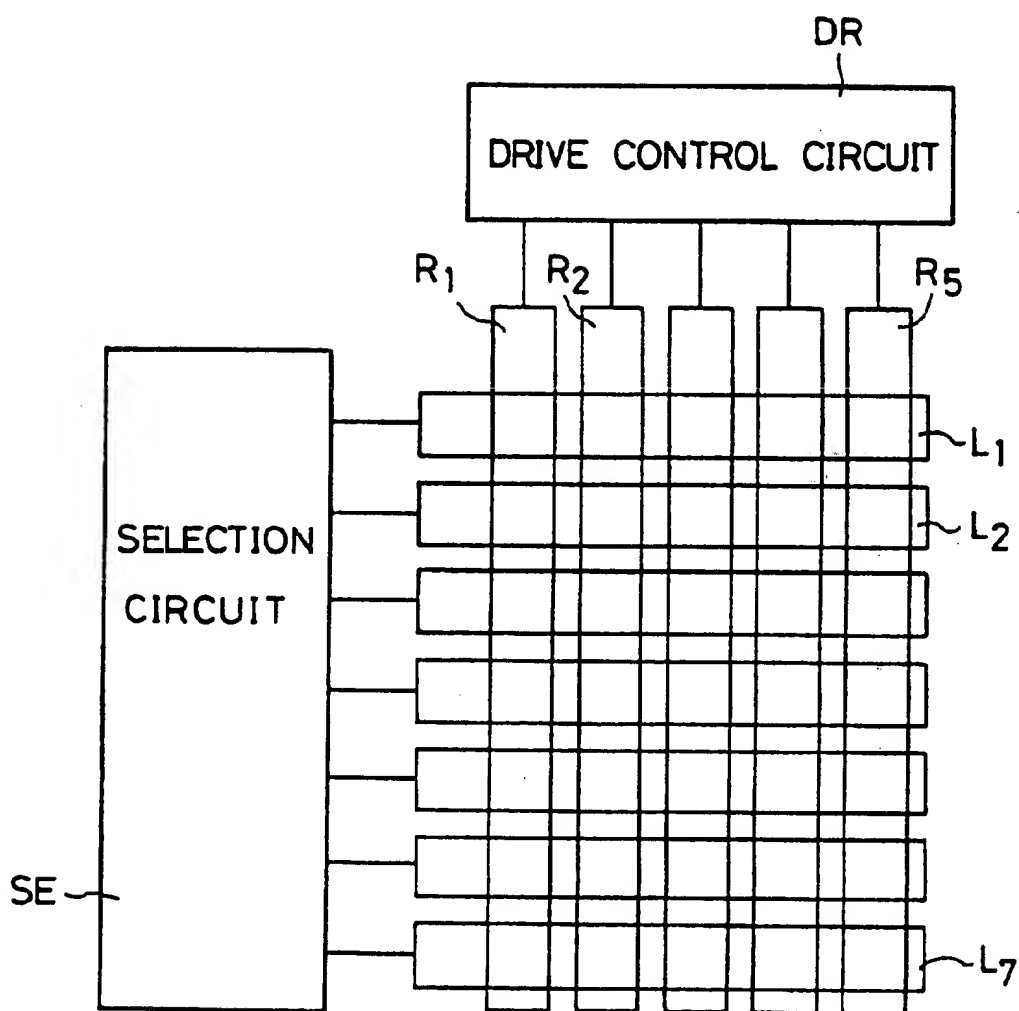 DR
DRIVE CONTROL CIRCUIT
R1 R2 R5
L1
SELECTION
CIRCUIT
L2
SE
L7